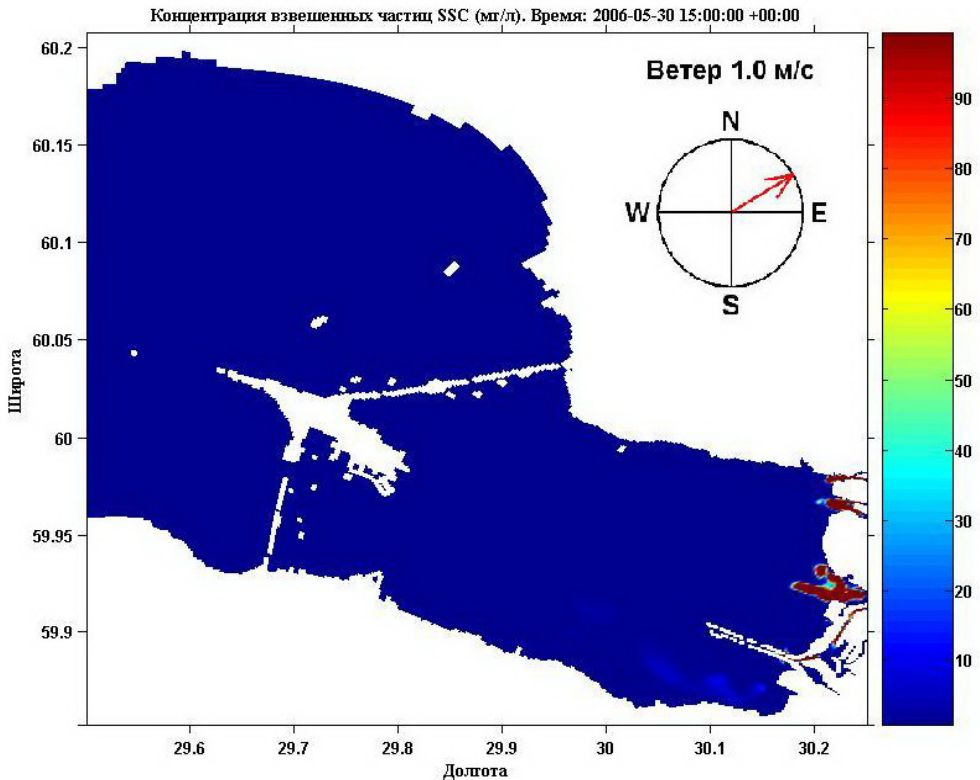 Концентрация взвешенных частиц SSC (мг/л). Время: 2006-05-30 15:00:00 +00:00
Ветер 1.0 м/с
N
W
E
S
Широта
60.2
60.15
60.1
60.05
60
59.95
59.9
29.6
29.7
29.8
29.9
30
30.1
30.2
Долгота
90
80
70
60
50
40
30
20
10